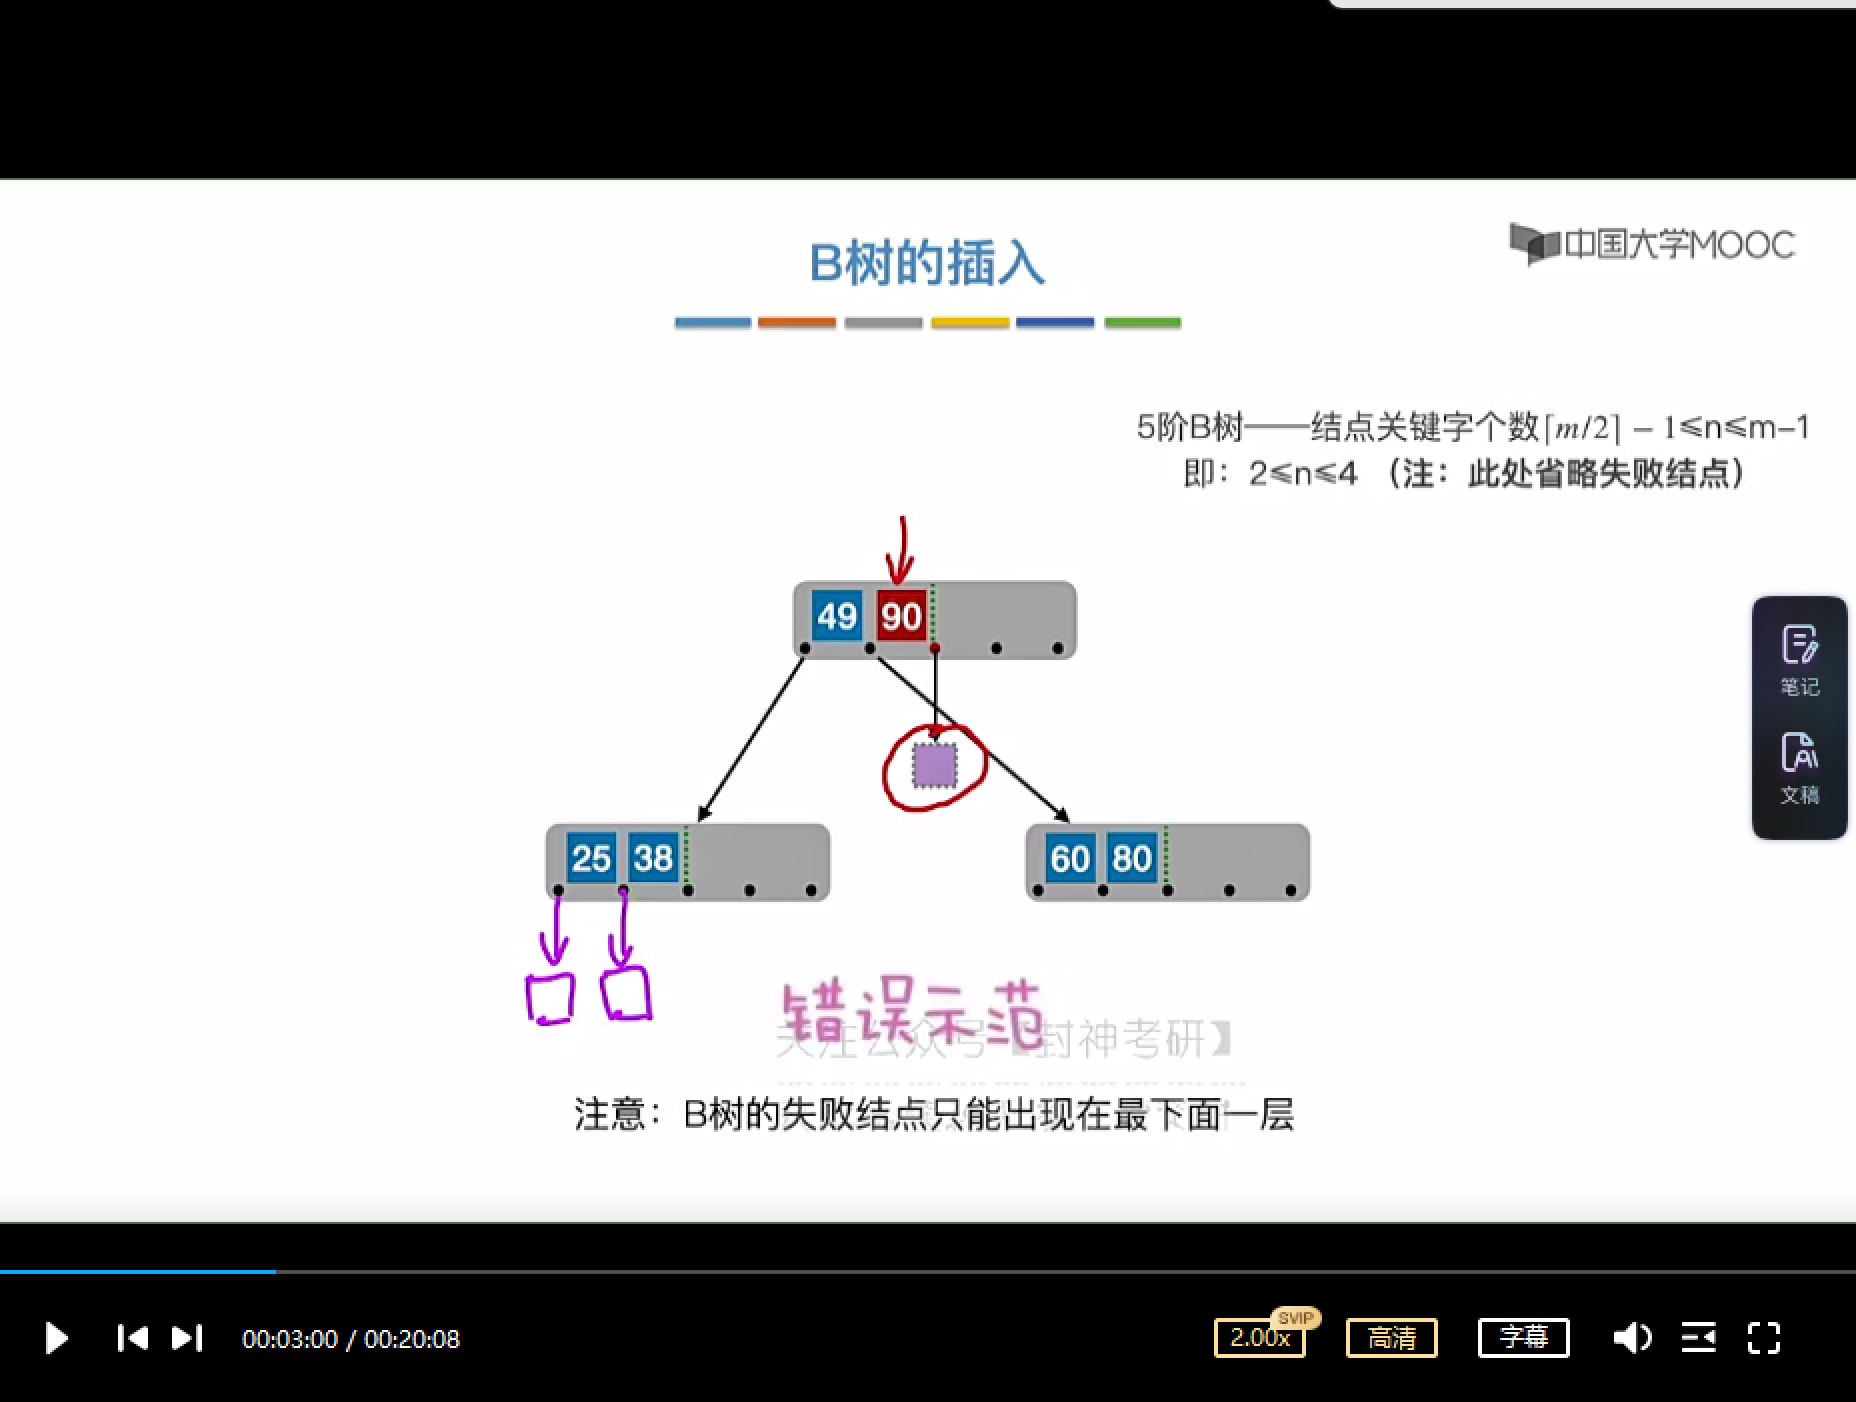 B树的插入
中国大学MOOC
5阶B树——结点关键字个数⌈m/2⌉ – 1≤n≤m–1
即：2≤n≤4 （注：此处省略失败结点）
49 90
笔记
文稿
25 38
60 80
错误示范
关注公众号【封神考研】
注意：B树的失败结点只能出现在最下面一层
00:03:00 / 00:20:08
SVIP
2.00x
高清
字幕